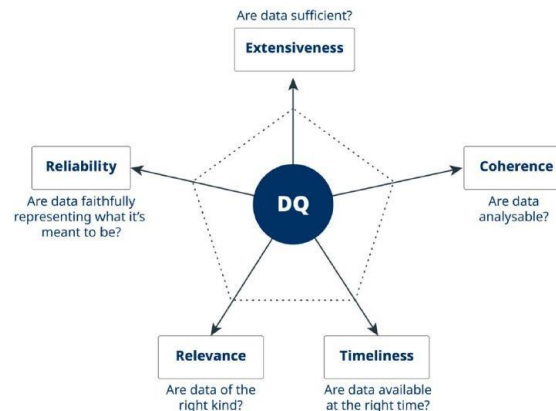 Are data sufficient?
Extensiveness
Reliability
Are data faithfully
representing what it's
meant to be?
DQ
Coherence
Are data
analysable?
Relevance
Are data of the
right kind?
Timeliness
Are data available
at the right time?